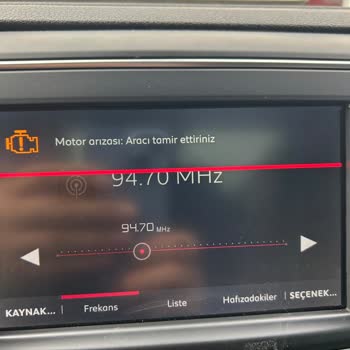 Motor arızası: Aracı tamir ettiriniz
94.70 MHz
94.70 MHz
KAYNAK... Frekans Liste Hafızadakiler SEÇENEK...